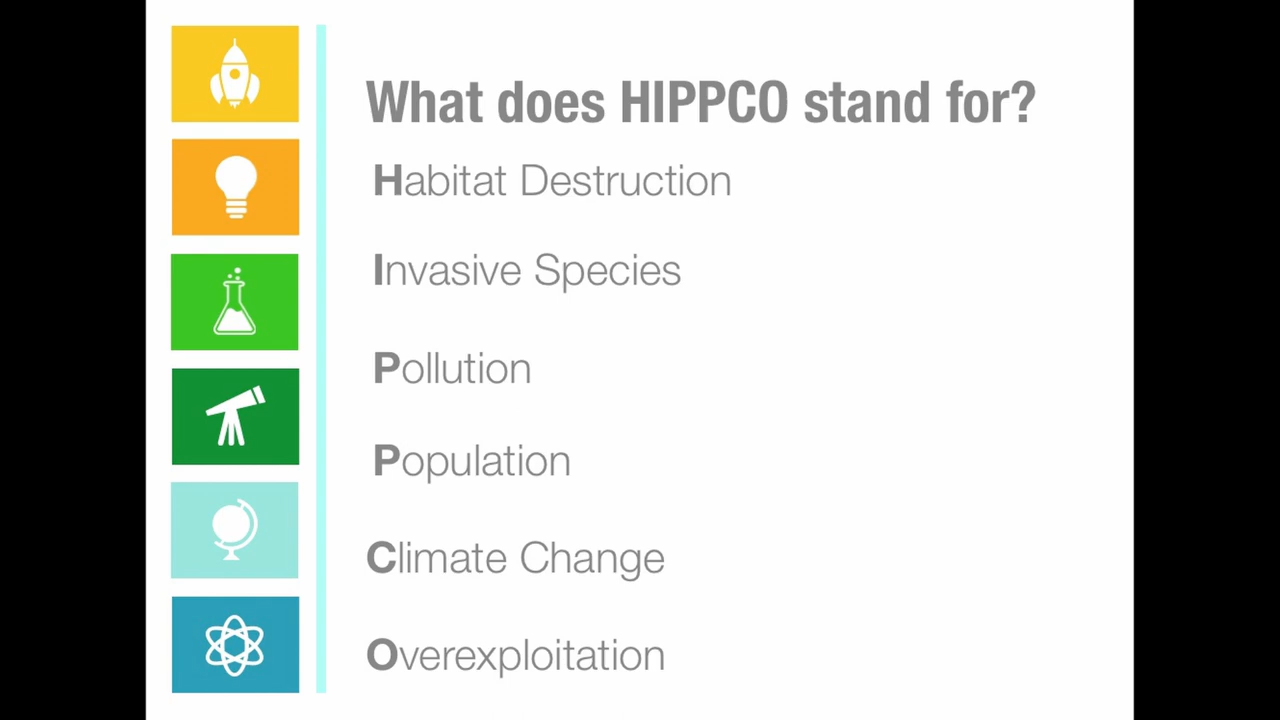 What does HIPPCO stand for?
Habitat Destruction
Invasive Species
Pollution
Population
Climate Change
Overexploitation